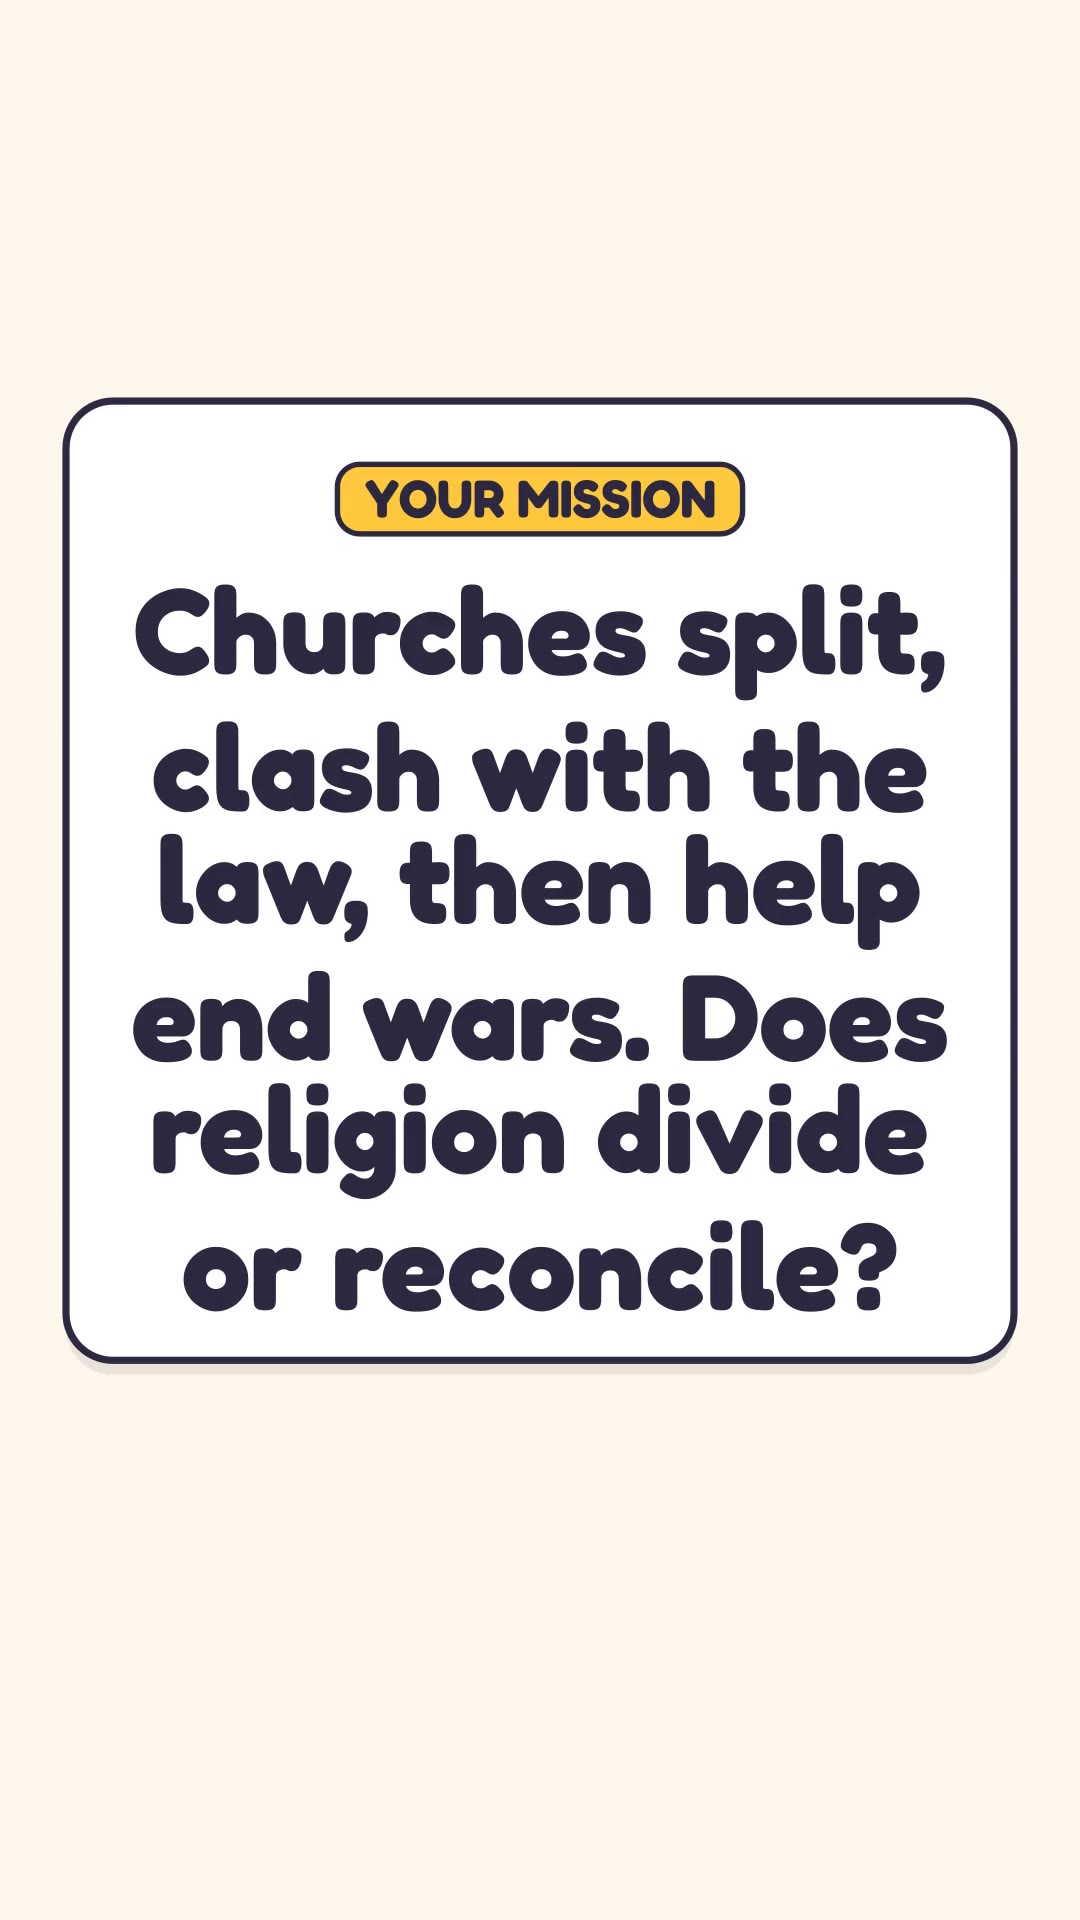 YOUR MISSION
Churches split,
clash with the
law, then help
end wars. Does
religion divide
or reconcile?